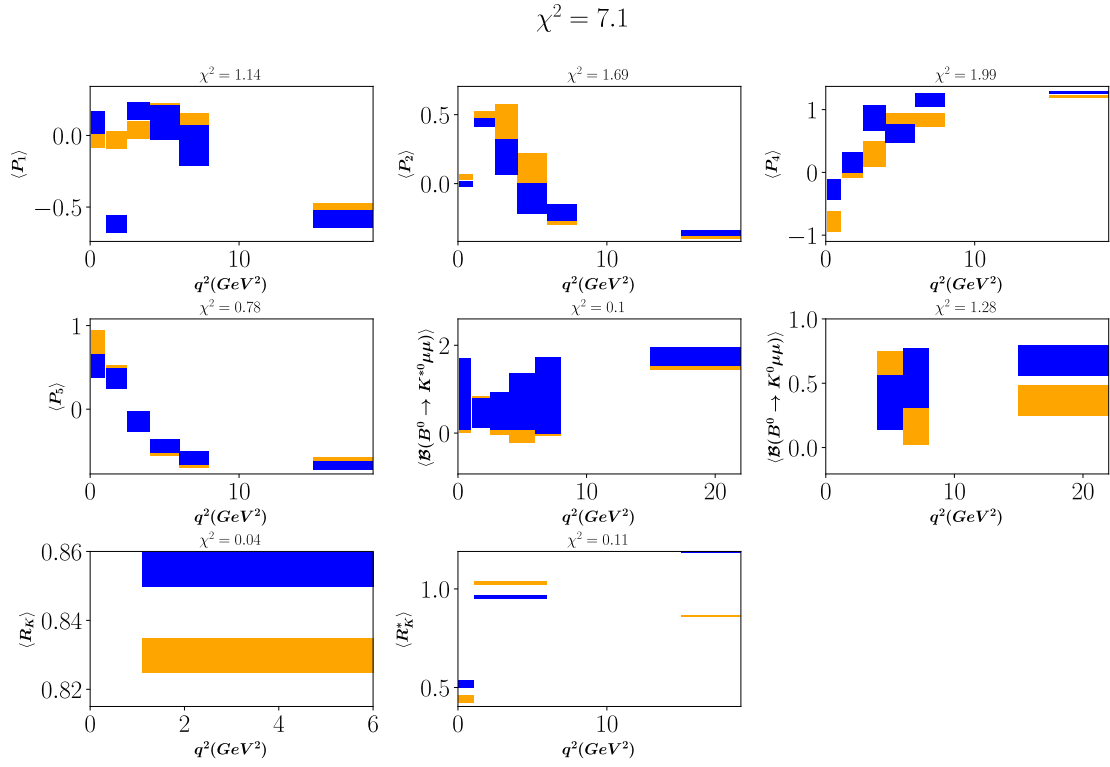 χ² = 7.1
χ² = 1.14
χ² = 1.69
χ² = 1.99
⟨P₁⟩
0.0
−0.5
0
10
q²(GeV²)
⟨P₂⟩
0.5
0.0
0
10
q²(GeV²)
⟨P₄⟩
1
0
−1
0
10
q²(GeV²)
χ² = 0.78
χ² = 0.1
χ² = 1.28
⟨P₅⟩
1
0
0
10
q²(GeV²)
⟨B(B⁰ → K*⁰μμ)⟩
2
0
0
10
20
q²(GeV²)
⟨B(B⁰ → K⁰μμ)⟩
1.0
0.5
0.0
0
10
20
q²(GeV²)
χ² = 0.04
χ² = 0.11
⟨R_K⟩
0.86
0.84
0.82
0
2
4
6
q²(GeV²)
⟨R*_K⟩
1.0
0.5
0
10
q²(GeV²)